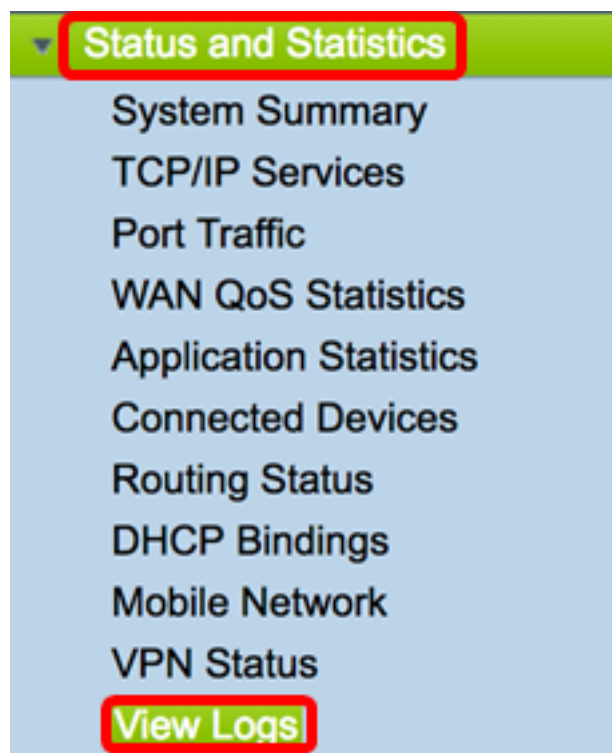 Status and Statistics
System Summary
TCP/IP Services
Port Traffic
WAN QoS Statistics
Application Statistics
Connected Devices
Routing Status
DHCP Bindings
Mobile Network
VPN Status
View Logs